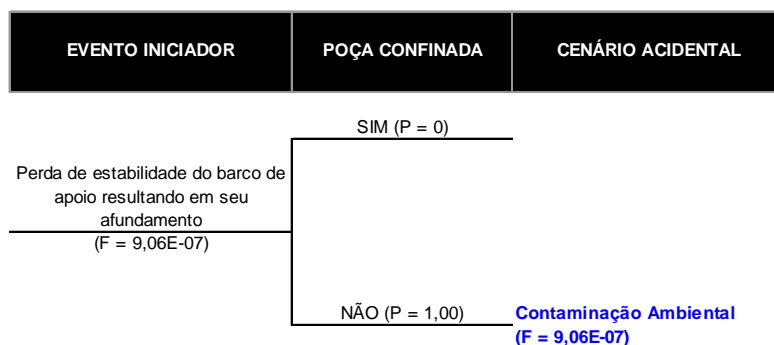 EVENTO INICIADOR
POÇA CONFINADA
CENÁRIO ACIDENTAL
SIM (P = 0)
Perda de estabilidade do barco de
apoio resultando em seu
afundamento
(F = 9,06E-07)
NÃO (P = 1,00)
Contaminação Ambiental
(F = 9,06E-07)